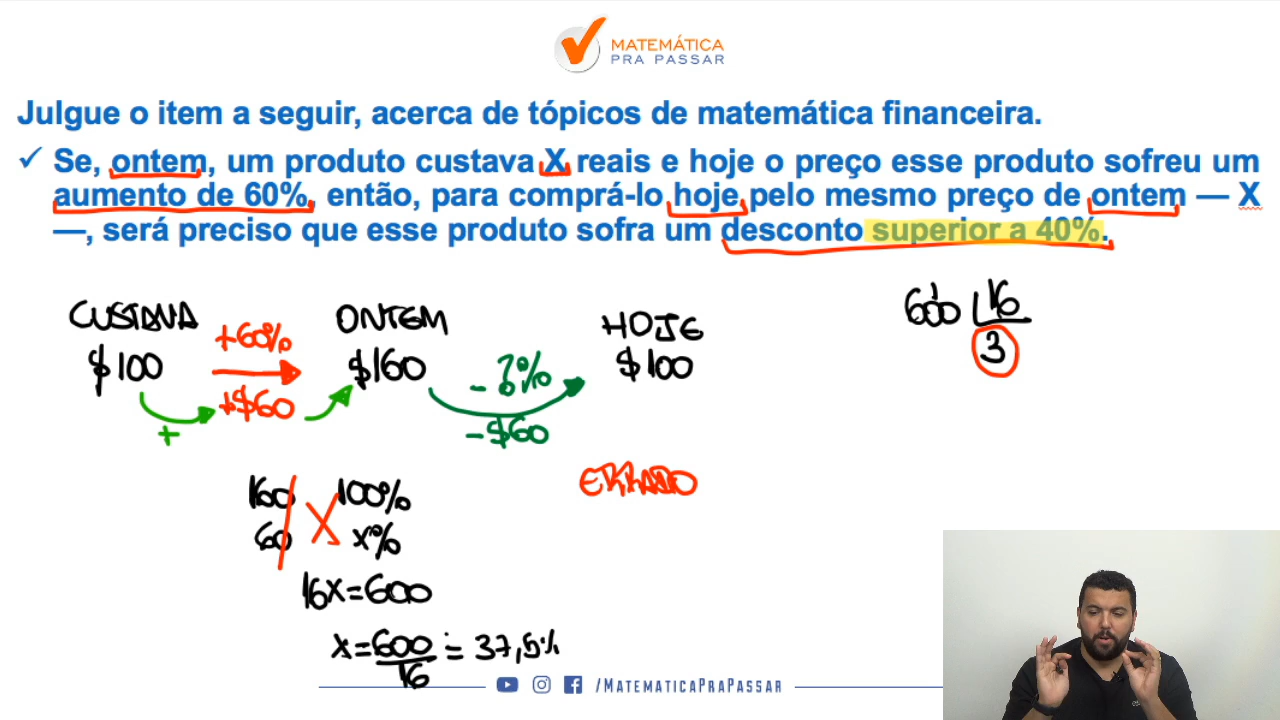 MATEMÁTICA
PRA PASSAR
Julgue o item a seguir, acerca de tópicos de matemática financeira.
✓ Se, ontem, um produto custava X reais e hoje o preço esse produto sofreu um
aumento de 60%, então, para comprá-lo hoje pelo mesmo preço de ontem — X
—, será preciso que esse produto sofra um desconto superior a 40%.
CUSTAVA
$100
+60%
+$60
+
ONTEM
$160
- ?%
-$60
HOJE
$100
600 16
3
160 100%
60 X%
ERRADO
16X=600
X=600/16 = 37,5%
/MATEMATICAPRAPASSAR